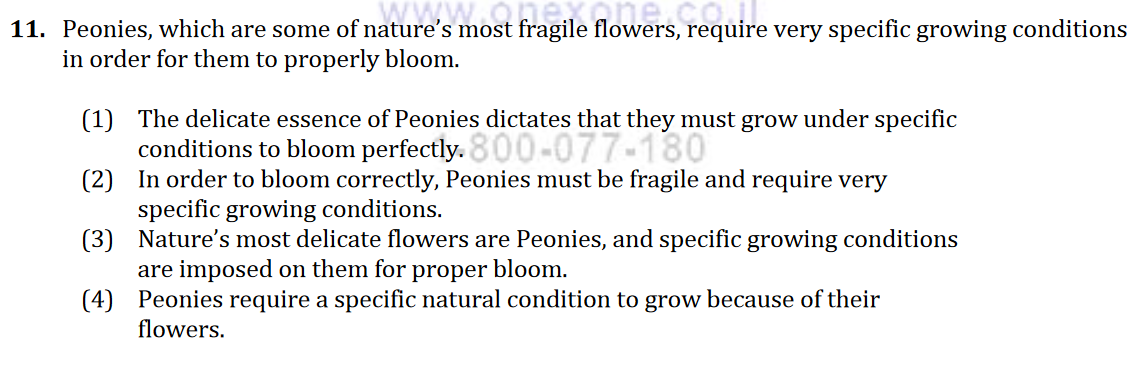 www.onexone.co.il
11. Peonies, which are some of nature's most fragile flowers, require very specific growing conditions
in order for them to properly bloom.
(1) The delicate essence of Peonies dictates that they must grow under specific
conditions to bloom perfectly.
1-800-077-180
(2) In order to bloom correctly, Peonies must be fragile and require very
specific growing conditions.
(3) Nature's most delicate flowers are Peonies, and specific growing conditions
are imposed on them for proper bloom.
(4) Peonies require a specific natural condition to grow because of their
flowers.